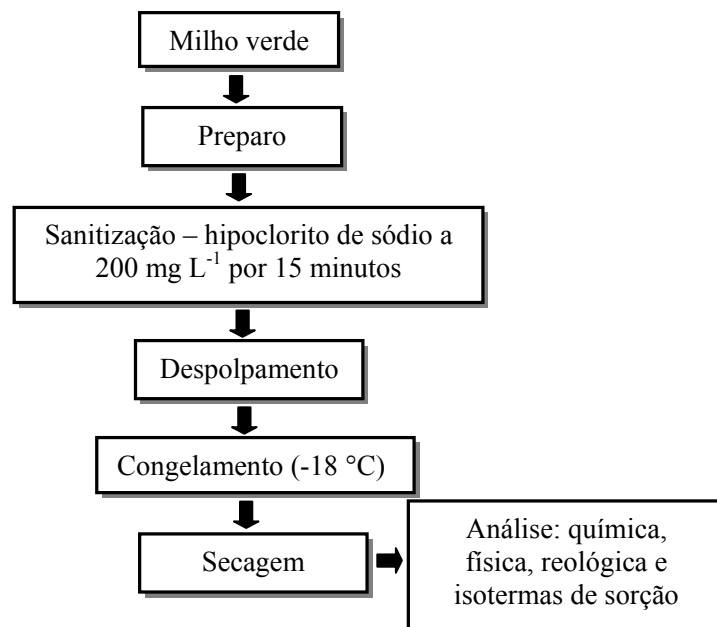 Milho verde
Preparo
Sanitização – hipoclorito de sódio a
200 mg L⁻¹ por 15 minutos
Despolpamento
Congelamento (-18 °C)
Secagem
Análise: química,
física, reológica e
isotermas de sorção